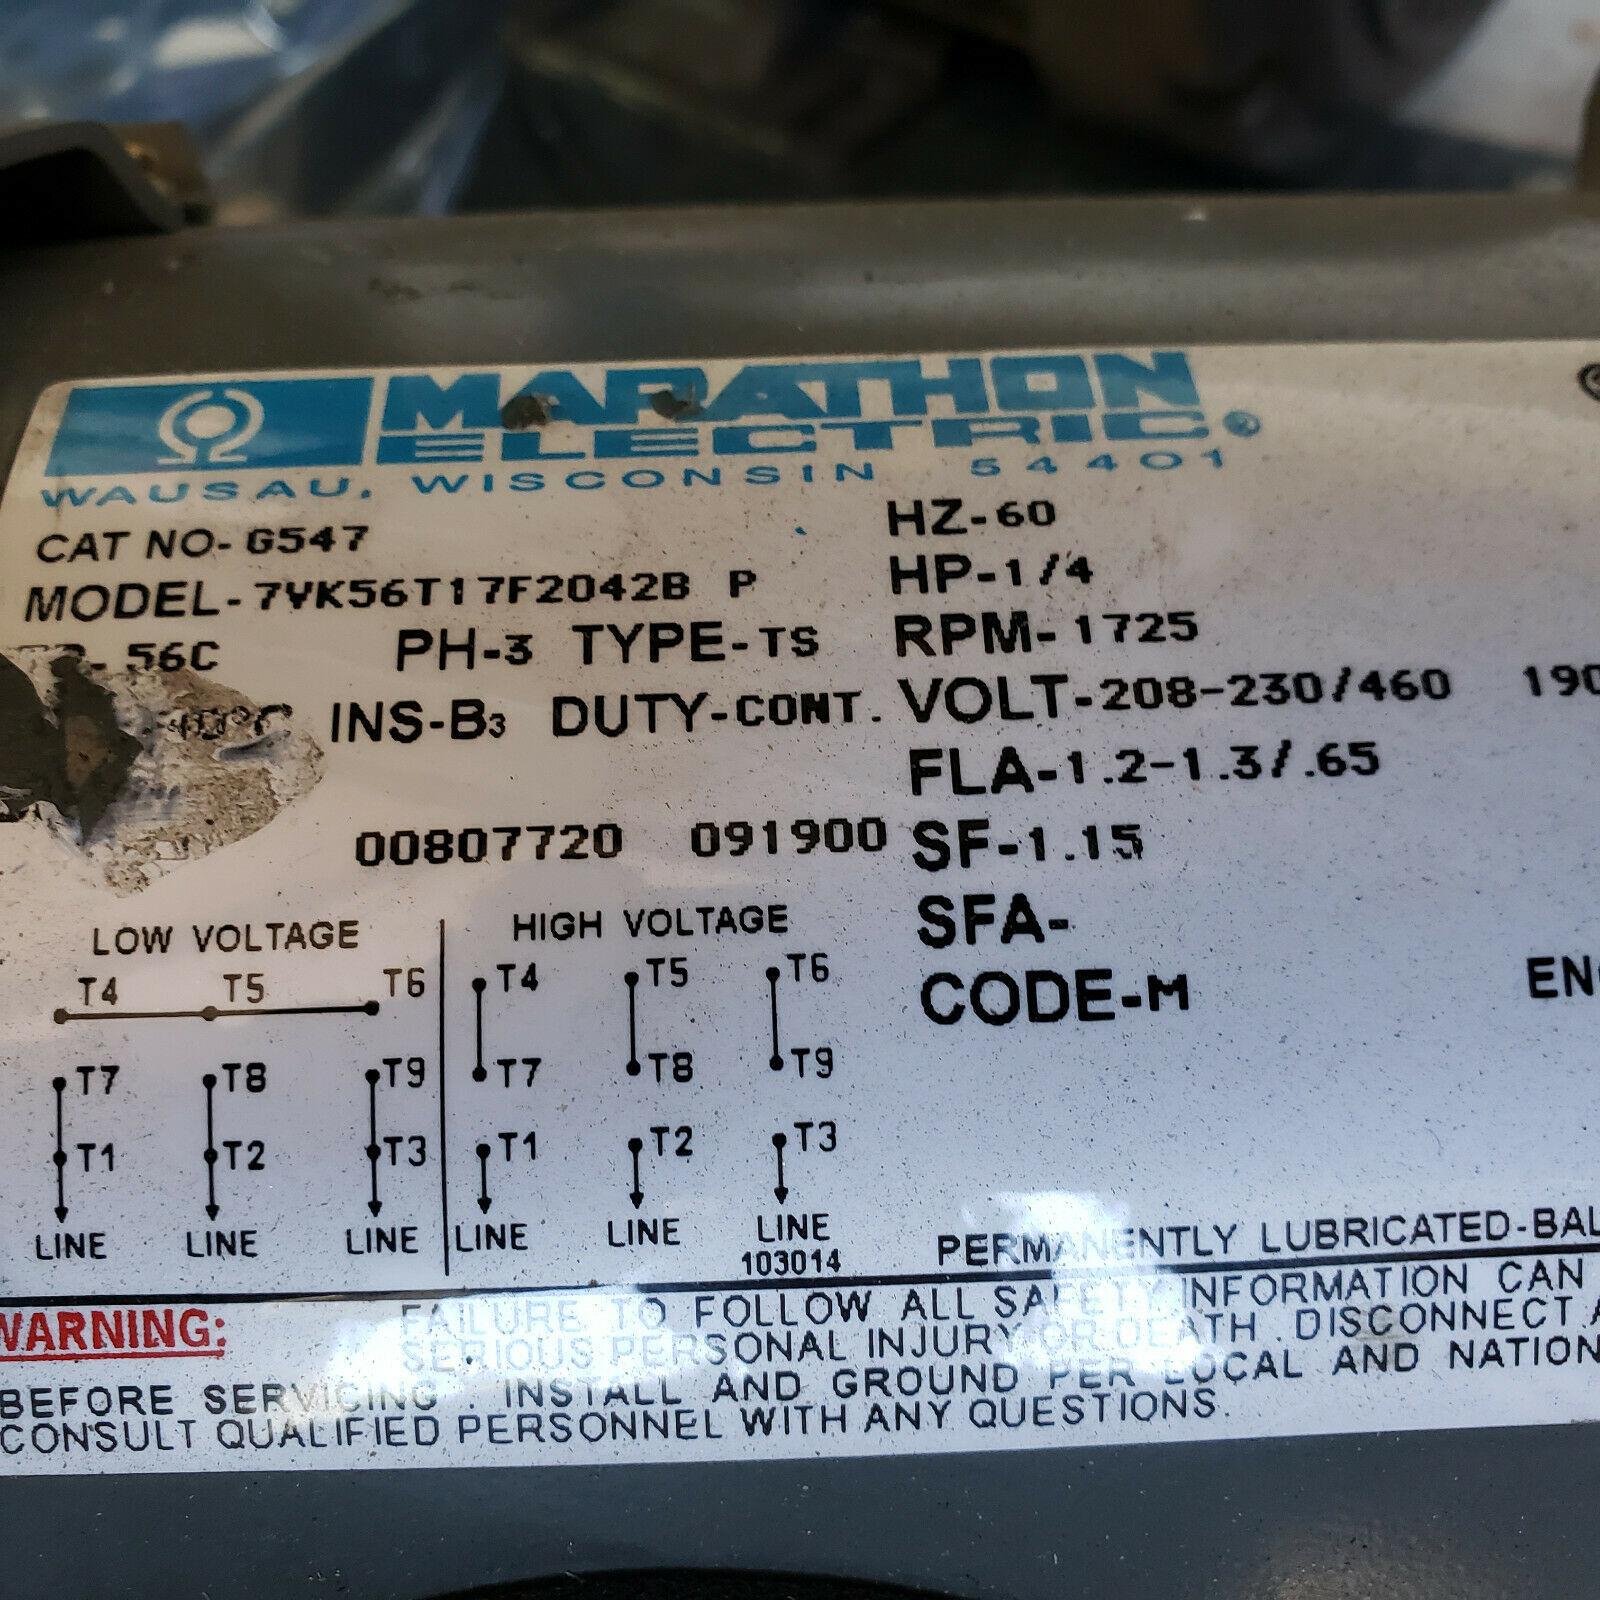 MARATHON
ELECTRIC®
WAUSAU, WISCONSIN 54401
CAT NO- G547
HZ-60
MODEL- 7VK56T17F2042B P
HP-1/4
56C PH-3 TYPE-TS
RPM-1725
40°C INS-B3 DUTY-CONT.
VOLT-208-230/460 190
FLA-1.2-1.3/.65
00807720 091900
SF-1.15
SFA-
CODE-M
LOW VOLTAGE
T4 T5 T6
T7 T8 T9
T1 T2 T3
LINE LINE LINE
HIGH VOLTAGE
T4 T5 T6
T7 T8 T9
T1 T2 T3
LINE LINE LINE
103014
PERMANENTLY LUBRICATED-BAL
WARNING: FAILURE TO FOLLOW ALL SAFETY INFORMATION CAN
SERIOUS PERSONAL INJURY OR DEATH. DISCONNECT
BEFORE SERVICING. INSTALL AND GROUND PER LOCAL AND NATION
CONSULT QUALIFIED PERSONNEL WITH ANY QUESTIONS.